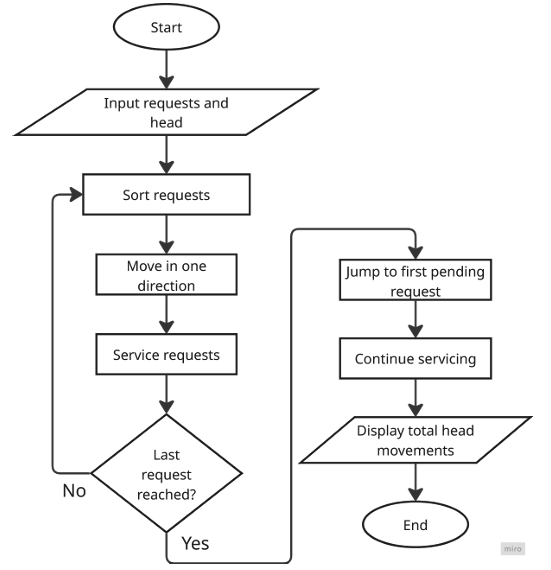 Start
Input requests and
head
Sort requests
Move in one
direction
Service requests
Last
request
reached?
No
Yes
Jump to first pending
request
Continue servicing
Display total head
movements
End
miro